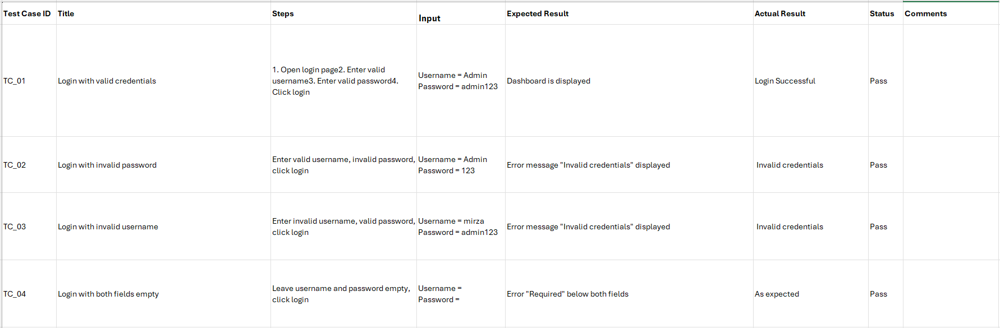 Test Case ID Title Steps Input Expected Result Actual Result Status Comments
TC_01
Login with valid credentials
1. Open login page2. Enter valid
username3. Enter valid password4.
Click login
Username = Admin
Password = admin123
Dashboard is displayed
Login Successful
Pass
TC_02
Login with invalid password
Enter valid username, invalid password,
click login
Username = Admin
Password = 123
Error message "Invalid credentials" displayed
Invalid credentials
Pass
TC_03
Login with invalid username
Enter invalid username, valid password,
click login
Username = mirza
Password = admin123
Error message "Invalid credentials" displayed
Invalid credentials
Pass
TC_04
Login with both fields empty
Leave username and password empty,
click login
Username =
Password =
Error "Required" below both fields
As expected
Pass